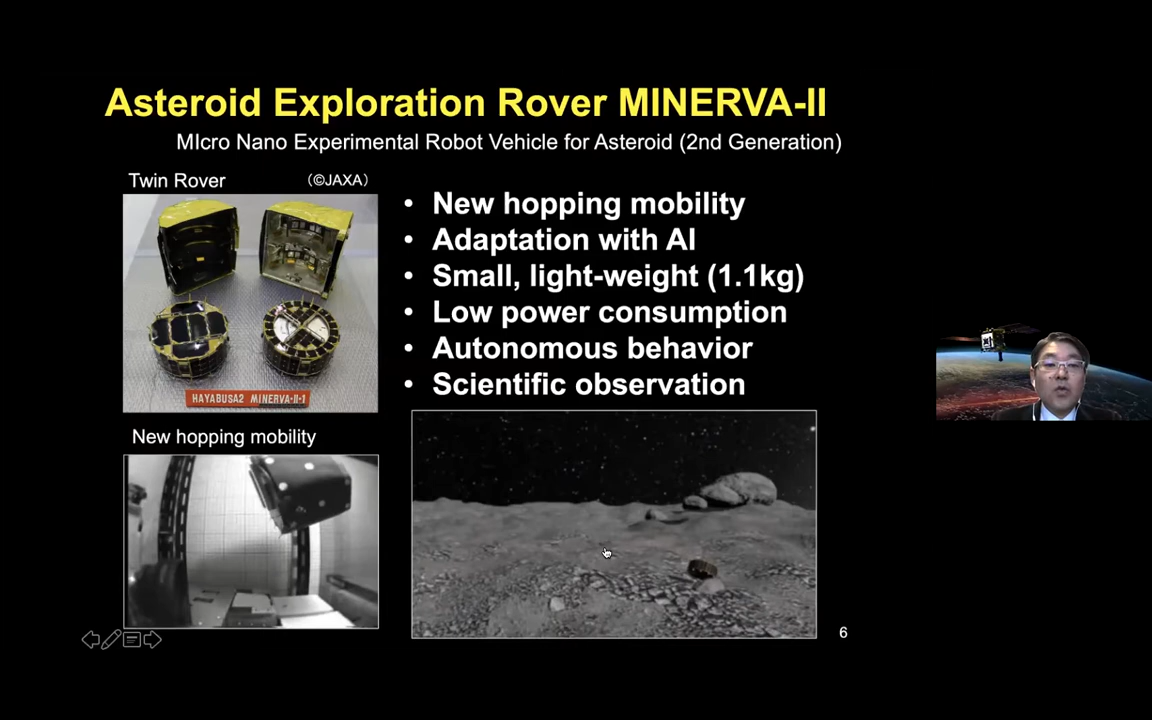 Asteroid Exploration Rover MINERVA-II
MIcro Nano Experimental Robot Vehicle for Asteroid (2nd Generation)
Twin Rover (©JAXA)
HAYABUSA2 MINERVA-II-1
• New hopping mobility
• Adaptation with AI
• Small, light-weight (1.1kg)
• Low power consumption
• Autonomous behavior
• Scientific observation
New hopping mobility
6